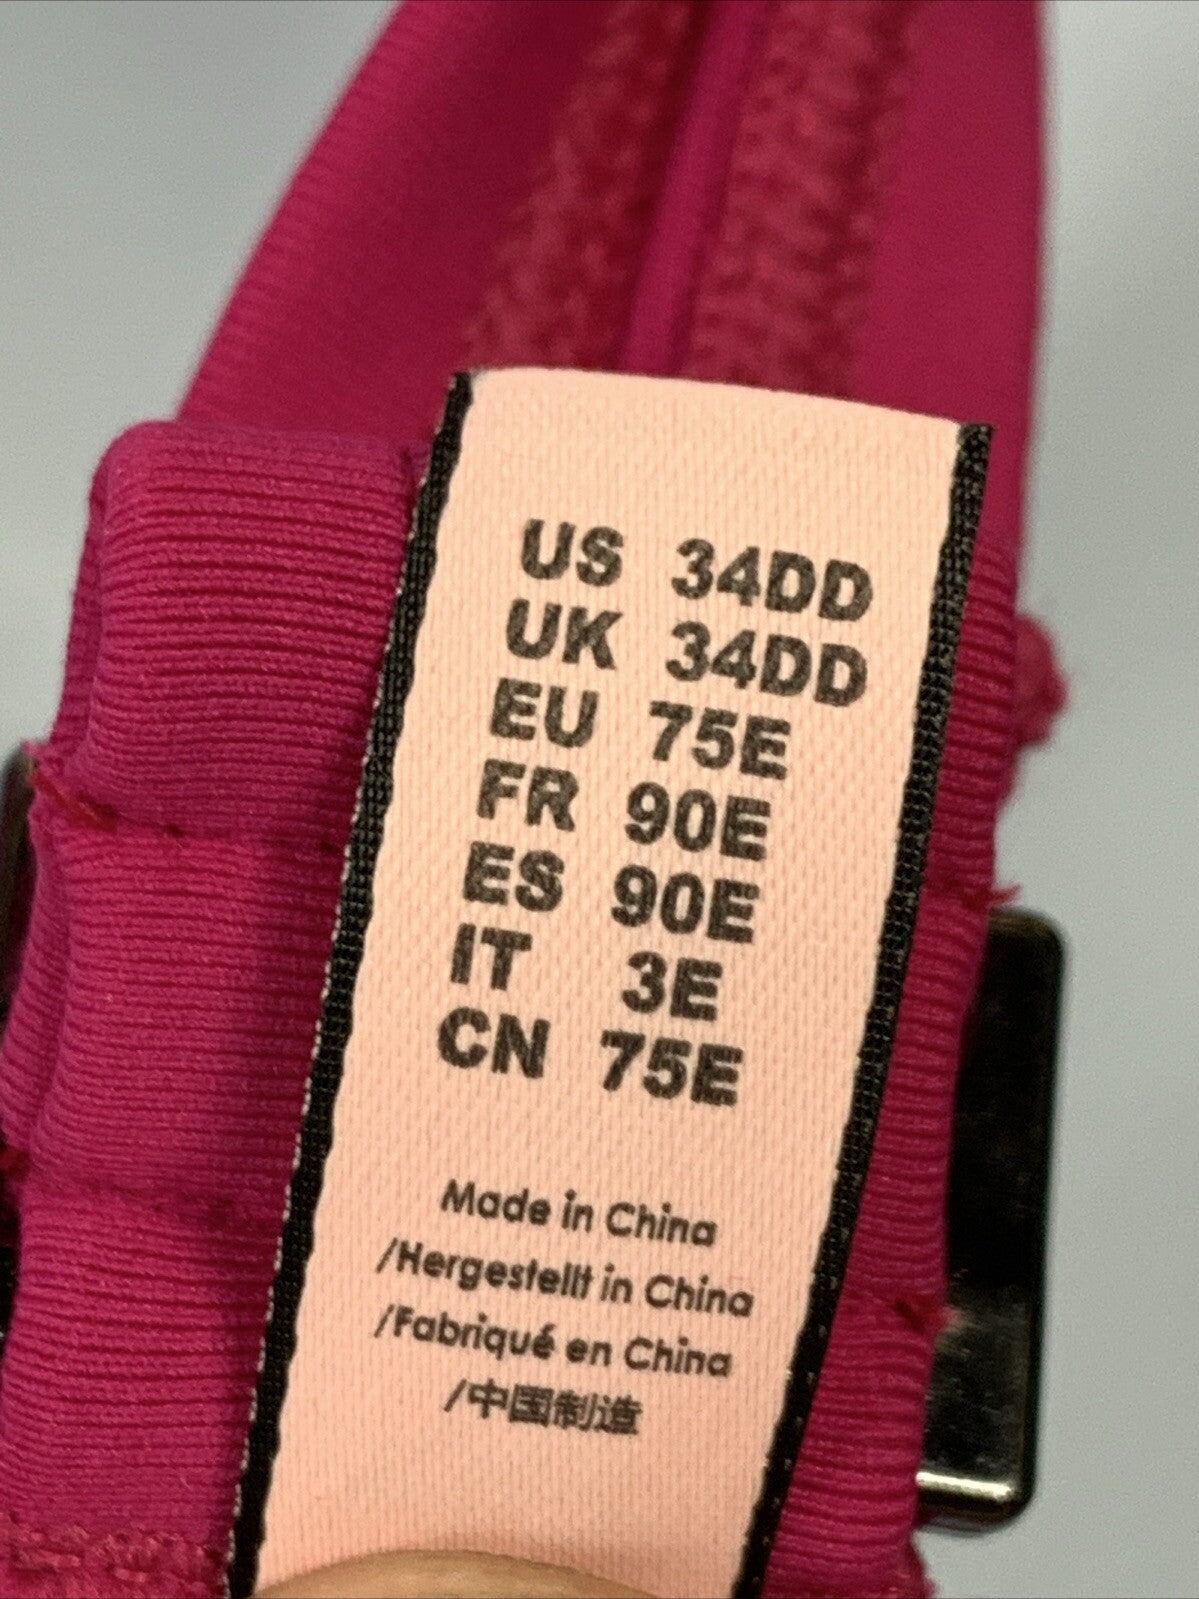 US 34DD
UK 34DD
EU 75E
FR 90E
ES 90E
IT 3E
CN 75E
Made in China
/Hergestellt in China
/Fabriqué en China
/中国制造